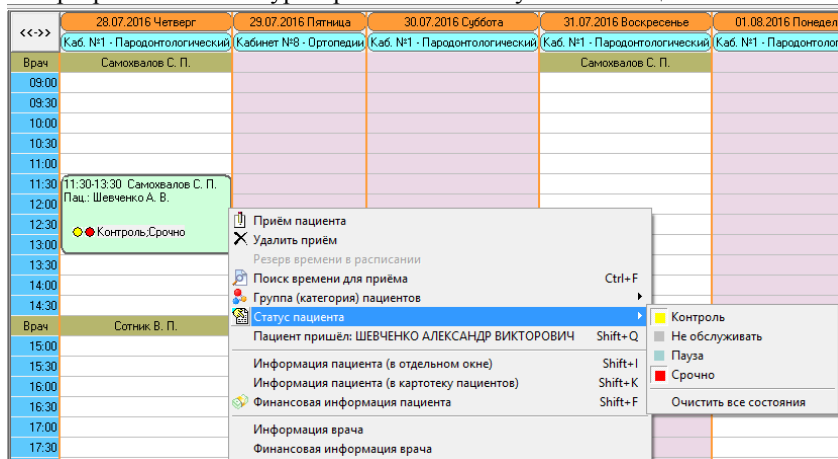 <<->>
28.07.2016 Четверг
29.07.2016 Пятница
30.07.2016 Суббота
31.07.2016 Воскресенье
01.08.2016 Понедел
Каб. №1 - Пародонтологический
Кабинет №8 - Ортопедии
Каб. №1 - Пародонтологический
Каб. №1 - Пародонтологический
Каб. №1 - Пародонтолог
Врач
Самохвалов С. П.
Самохвалов С. П.
09:00
09:30
10:00
10:30
11:00
11:30
12:00
12:30
13:00
13:30
14:00
14:30
11:30-13:30 Самохвалов С. П.
Пац.: Шевченко А. В.
Контроль;Срочно
Врач
Сотник В. П.
15:00
15:30
16:00
16:30
17:00
17:30
Приём пациента
Удалить приём
Резерв времени в расписании
Поиск времени для приёма Ctrl+F
Группа (категория) пациентов
Статус пациента
Пациент пришёл: ШЕВЧЕНКО АЛЕКСАНДР ВИКТОРОВИЧ Shift+Q
Информация пациента (в отдельном окне) Shift+I
Информация пациента (в картотеку пациентов) Shift+K
Финансовая информация пациента Shift+F
Информация врача
Финансовая информация врача
Контроль
Не обслуживать
Пауза
Срочно
Очистить все состояния